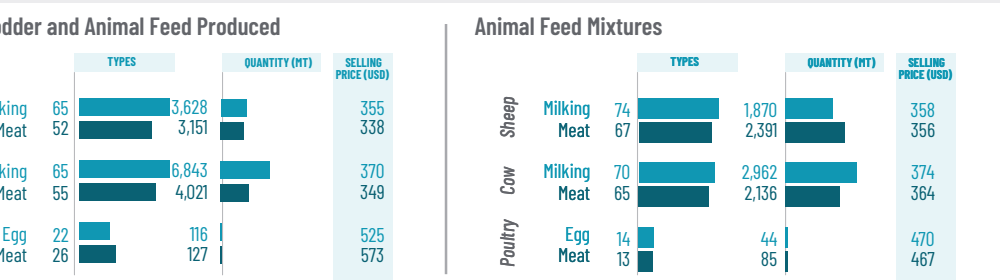 odder and Animal Feed Produced
TYPES QUANTITY (MT) SELLING PRICE (USD)
king 65 3,628 355
Meat 52 3,151 338
king 65 6,843 370
Meat 55 4,021 349
Egg 22 116 525
Meat 26 127 573
Animal Feed Mixtures
TYPES QUANTITY (MT) SELLING PRICE (USD)
Sheep
Milking 74 1,870 358
Meat 67 2,391 356
Cow
Milking 70 2,962 374
Meat 65 2,136 364
Poultry
Egg 14 44 470
Meat 13 85 467